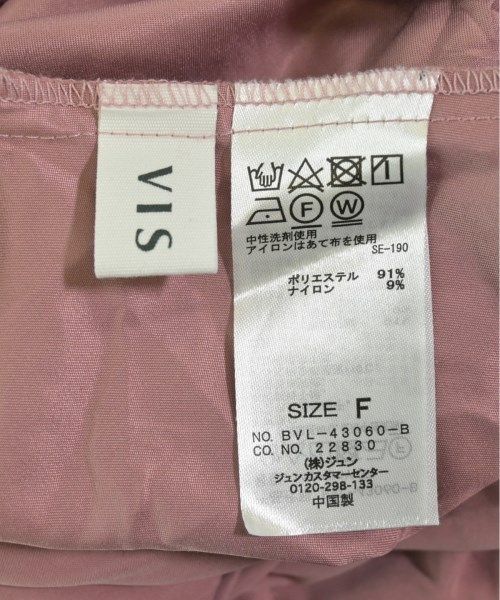 VIS
F W
中性洗剤使用
アイロンはあて布を使用
SE-190
ポリエステル 91%
ナイロン 9%
SIZE F
NO. BVL-43060-B
CO. NO. 22830
(株)ジュン
ジュンカスタマーセンター
0120-298-133
中国製